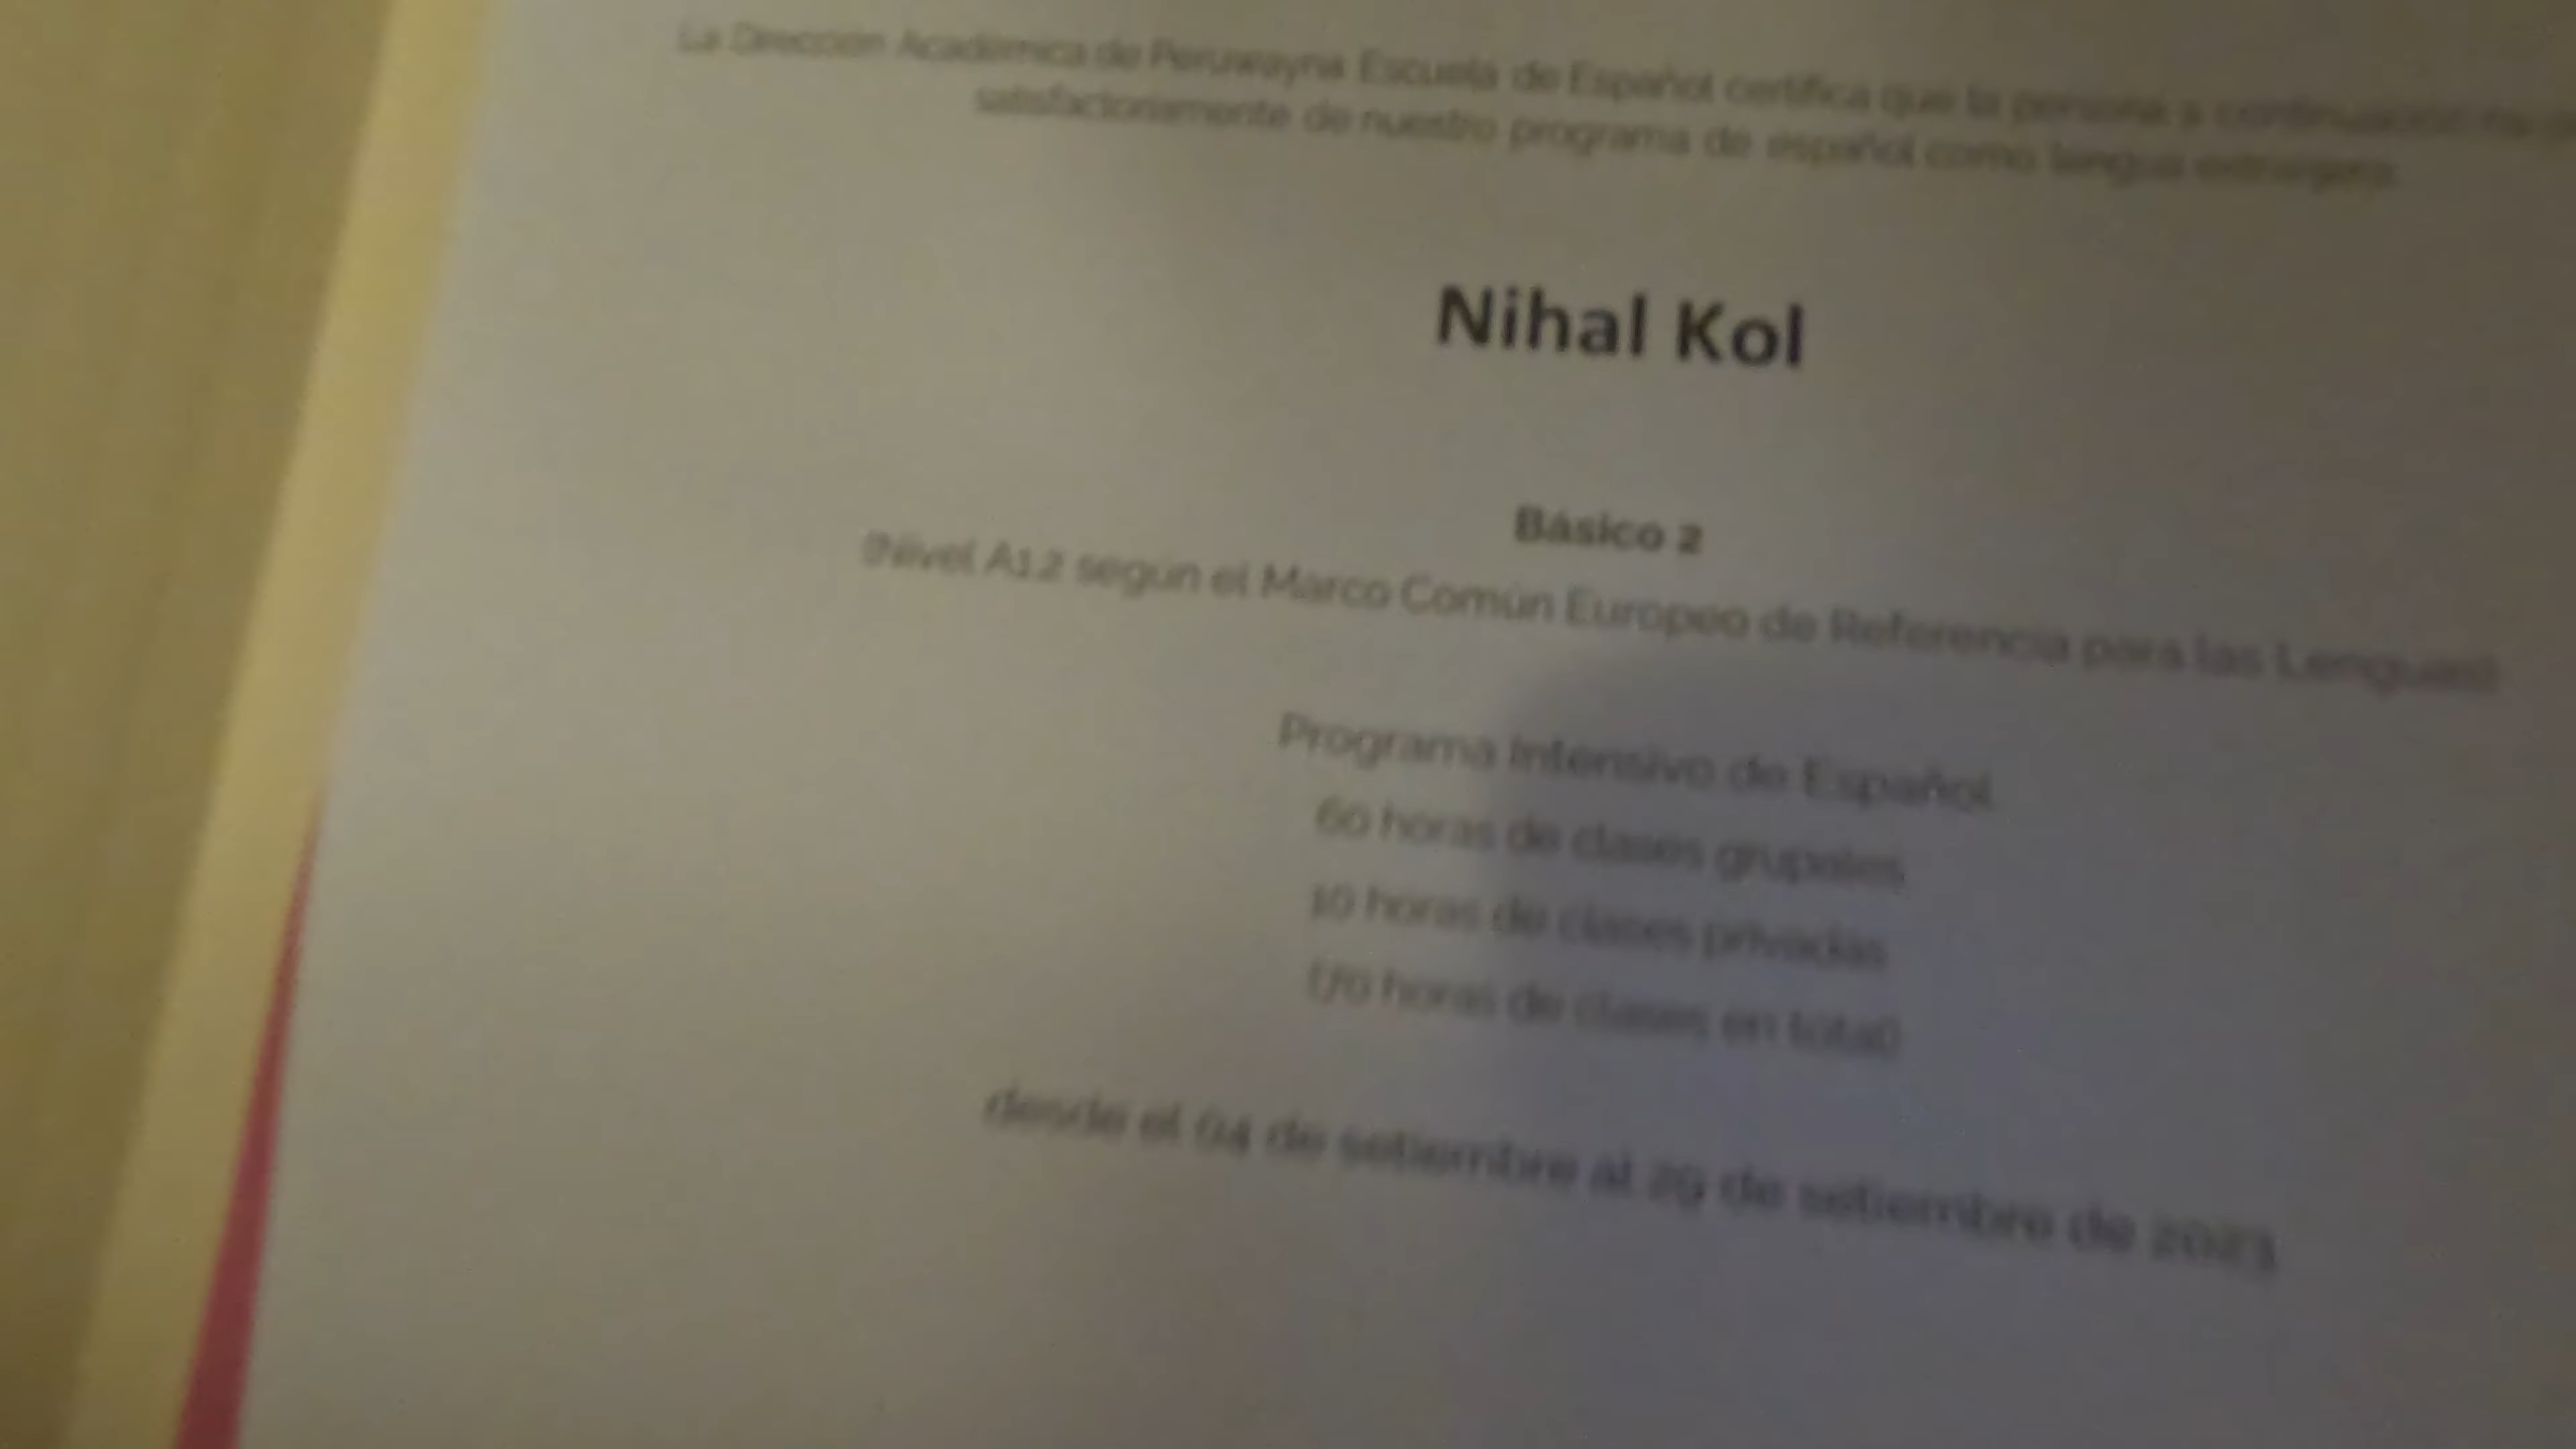 La Dirección Académica de Peruwayna Escuela de Español certifica que la persona a continuación ha
satisfactoriamente de nuestro programa de español como lengua extranjera.
Nihal Kol
Básico 2
(Nivel A1.2 según el Marco Común Europeo de Referencia para las Lenguas)
Programa Intensivo de Español
60 horas de clases grupales
10 horas de clases privadas
(70 horas de clases en total)
desde el 04 de setiembre al 29 de setiembre de 2023